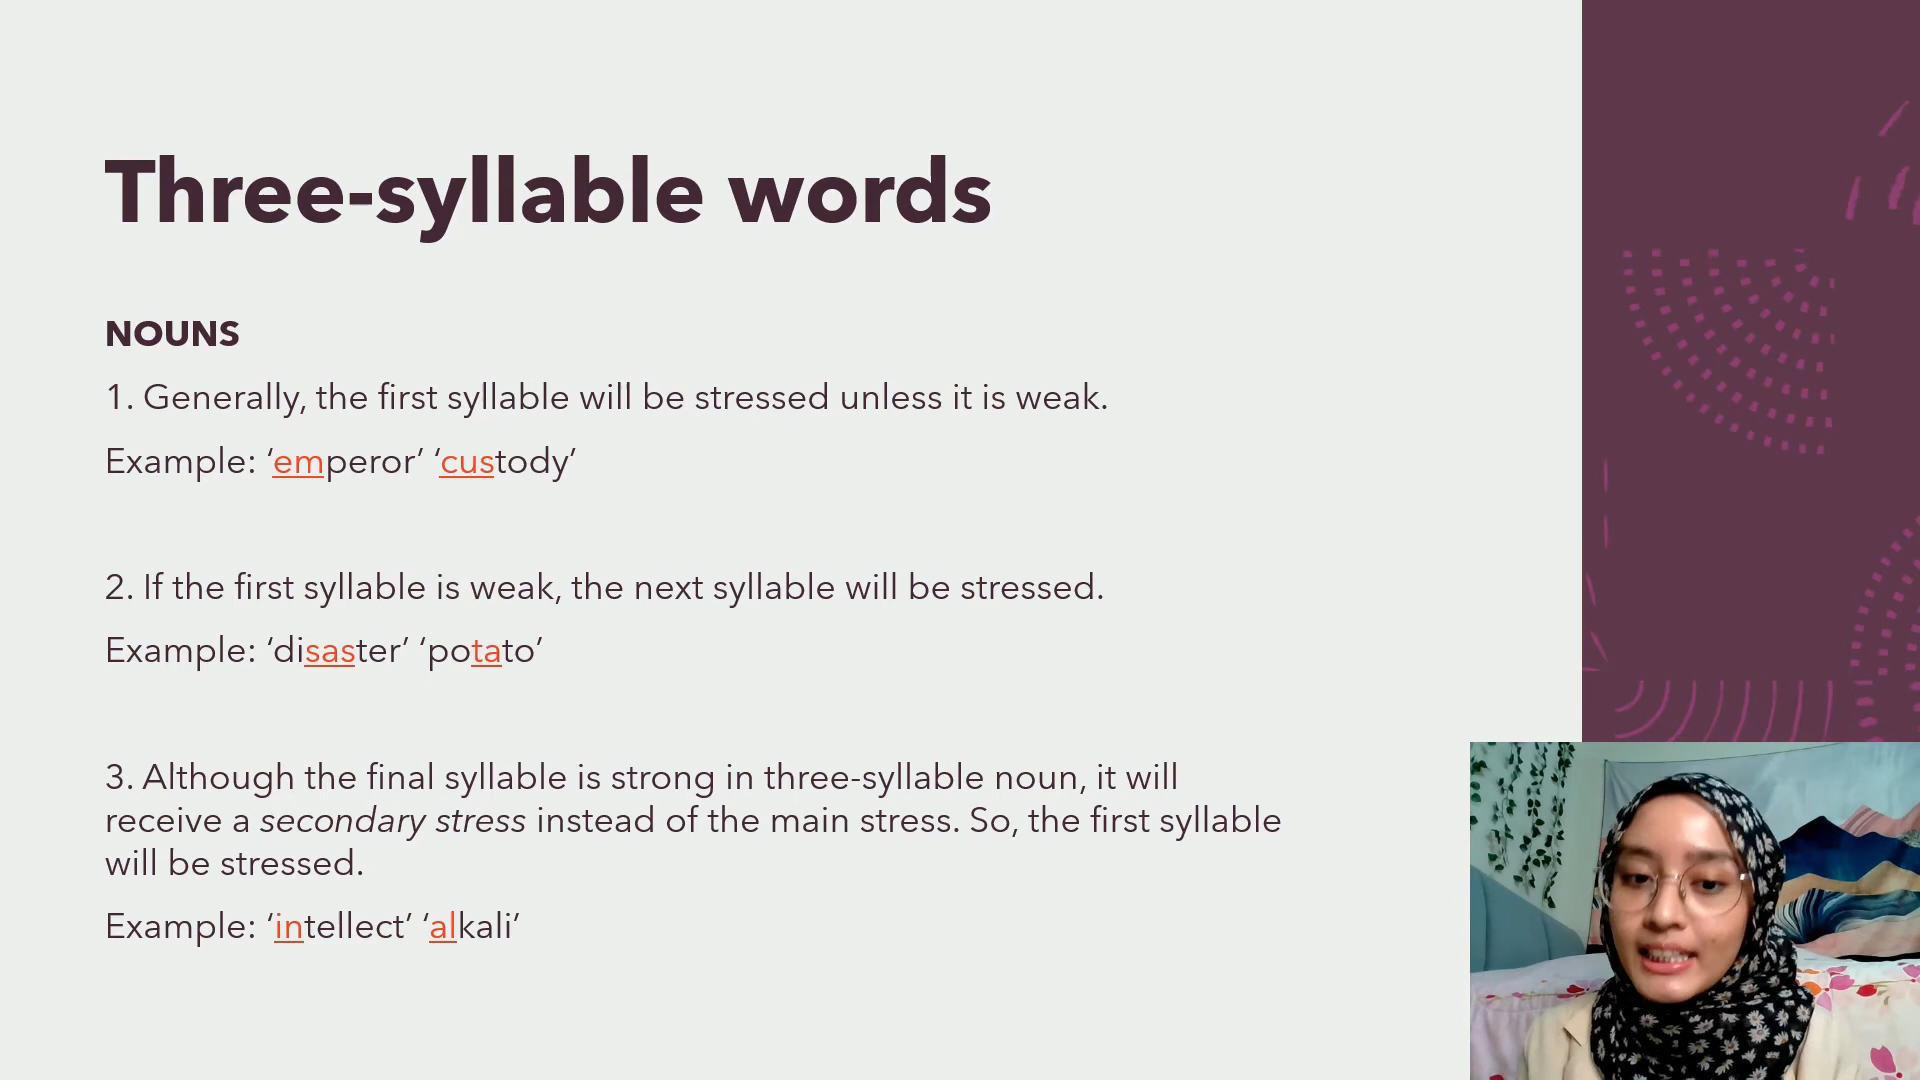 Three-syllable words
NOUNS
1. Generally, the first syllable will be stressed unless it is weak.
Example: ‘emperor’ ‘custody’
2. If the first syllable is weak, the next syllable will be stressed.
Example: ‘disaster’ ‘potato’
3. Although the final syllable is strong in three-syllable noun, it will
receive a secondary stress instead of the main stress. So, the first syllable
will be stressed.
Example: ‘intellect’ ‘alkali’